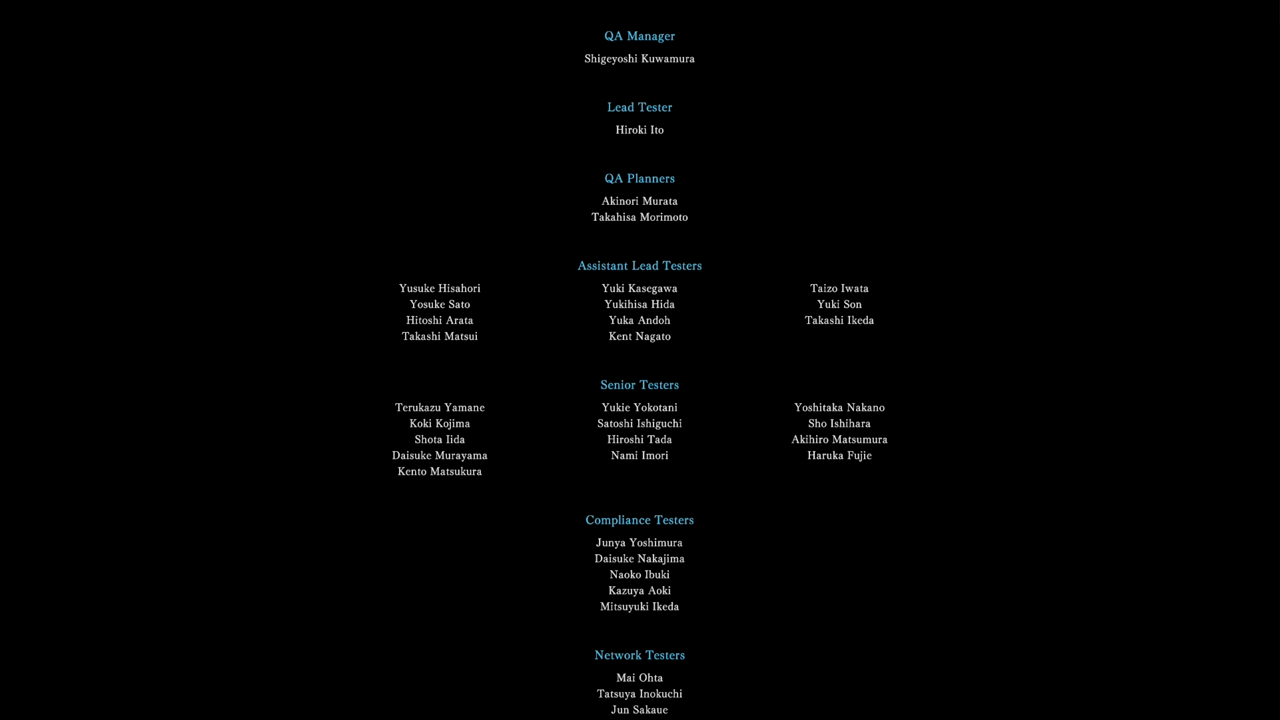 QA Manager
Shigeyoshi Kuwamura
Lead Tester
Hiroki Ito
QA Planners
Akinori Murata
Takahisa Morimoto
Assistant Lead Testers
Yusuke Hisahori Yuki Kasegawa Taizo Iwata
Yosuke Sato Yukihisa Hida Yuki Son
Hitoshi Arata Yuka Andoh Takashi Ikeda
Takashi Matsui Kent Nagato
Senior Testers
Terukazu Yamane Yukie Yokotani Yoshitaka Nakano
Koki Kojima Satoshi Ishiguchi Sho Ishihara
Shota Iida Hiroshi Tada Akihiro Matsumura
Daisuke Murayama Nami Imori Haruka Fujie
Kento Matsukura
Compliance Testers
Junya Yoshimura
Daisuke Nakajima
Naoko Ibuki
Kazuya Aoki
Mitsuyuki Ikeda
Network Testers
Mai Ohta
Tatsuya Inokuchi
Jun Sakaue